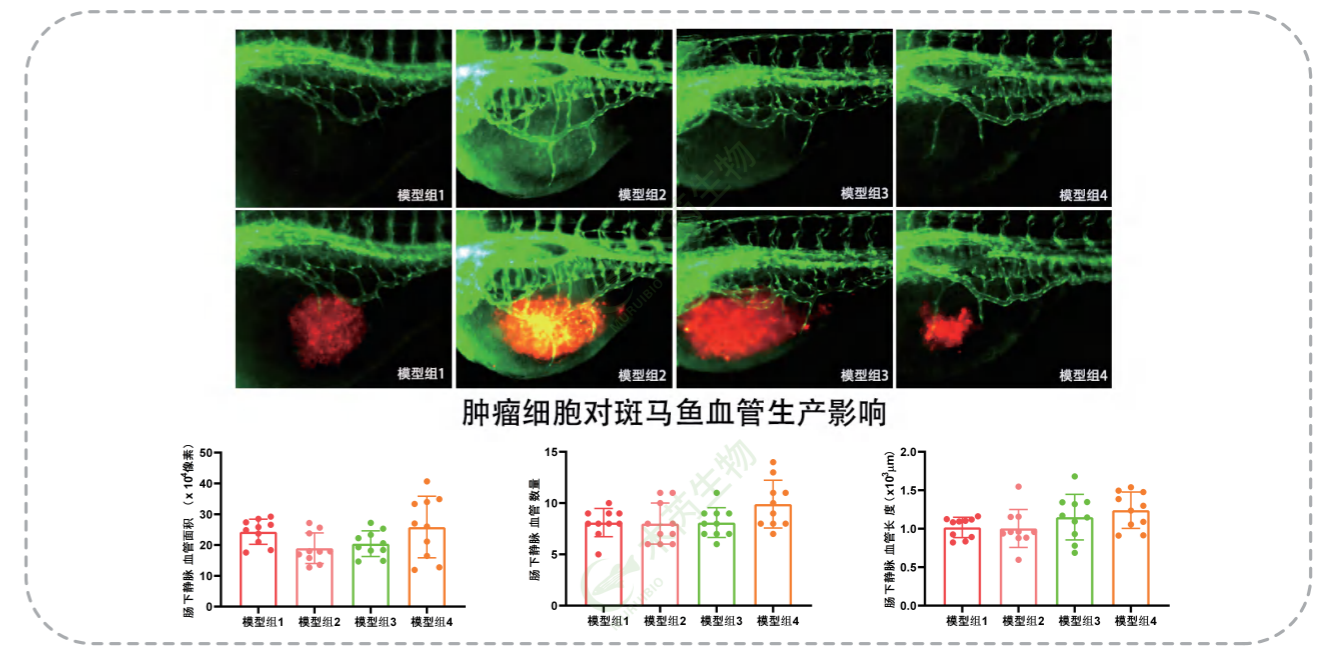 模型组1
模型组2
模型组3
模型组4
模型组1
模型组2
模型组3
模型组4
肿瘤细胞对斑马鱼血管生产影响
肠下静脉 血管面积 (x 10⁴像素)
50
40
30
20
10
0
模型组1 模型组2 模型组3 模型组4
肠下静脉 血管 数量
15
10
5
0
模型组1 模型组2 模型组3 模型组4
肠下静脉 血管长 度 (x10³μm)
2.0
1.5
1.0
0.5
0.0
模型组1 模型组2 模型组3 模型组4